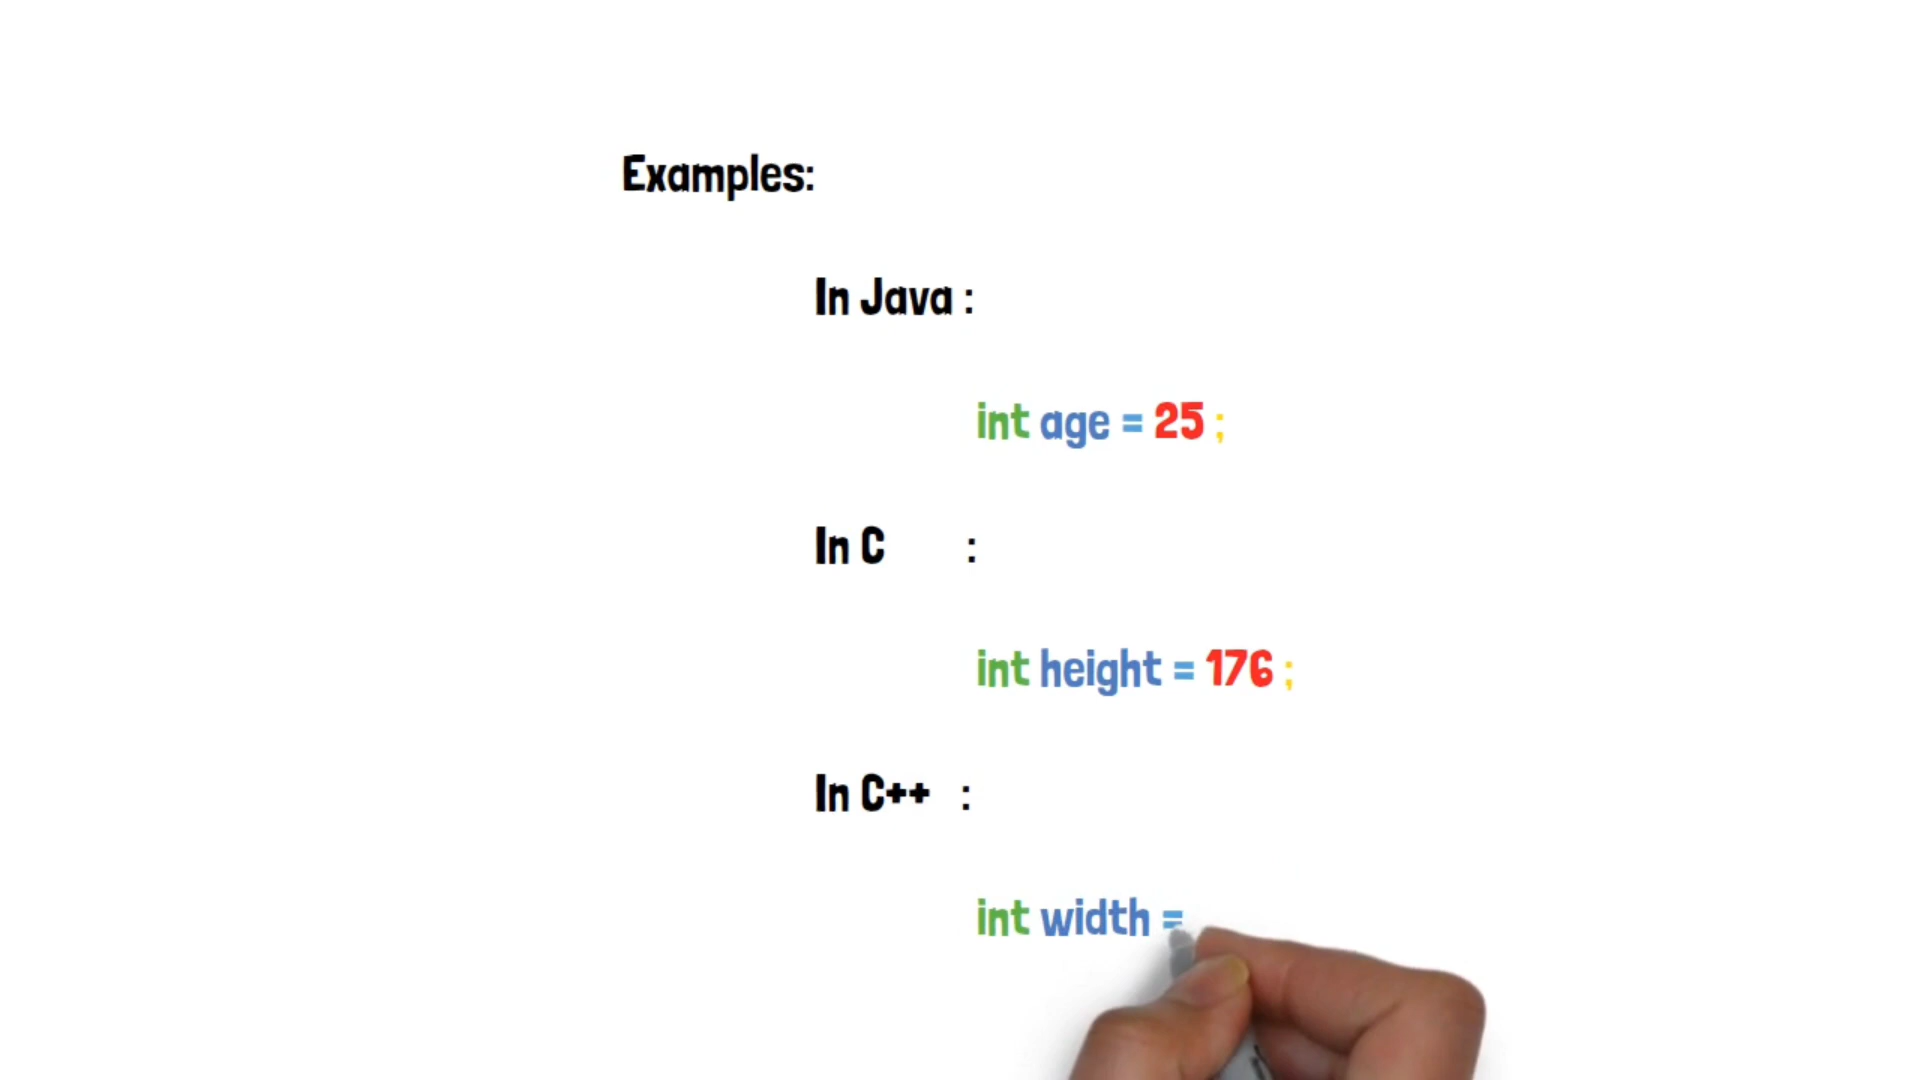 Examples:
In Java :
int age = 25 ;
In C :
int height = 176 ;
In C++ :
int width =